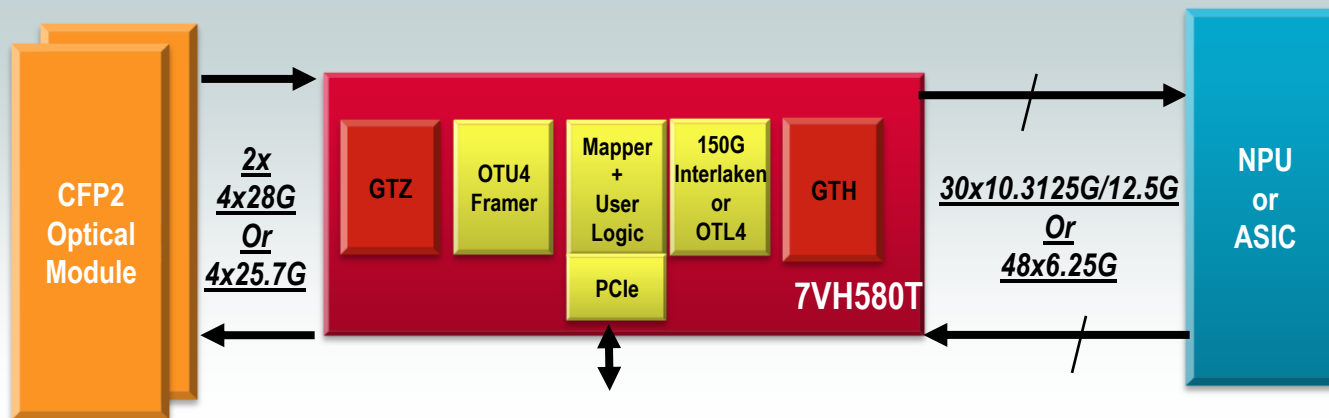 CFP2
Optical
Module
2x
4x28G
Or
4x25.7G
GTZ
OTU4
Framer
Mapper
+
User
Logic
PCIe
150G
Interlaken
or
OTL4
GTH
7VH580T
30x10.3125G/12.5G
Or
48x6.25G
NPU
or
ASIC